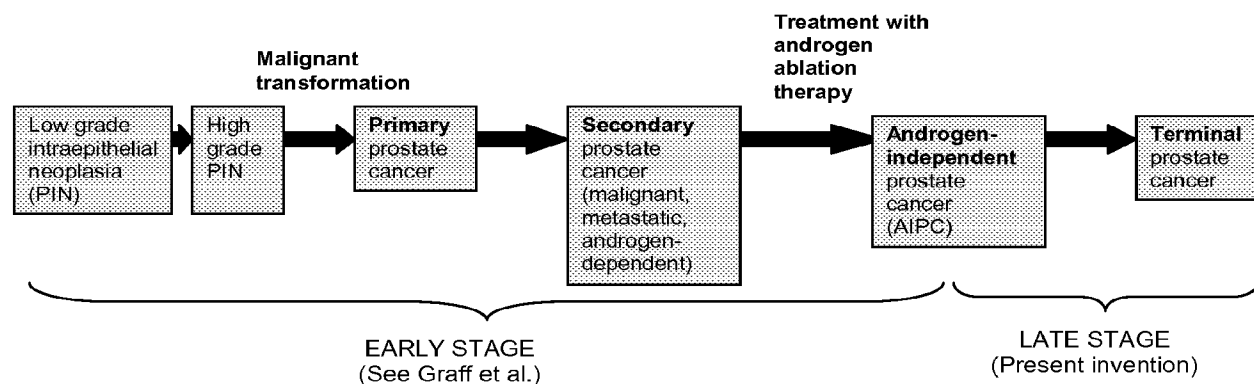 Malignant
transformation
Treatment with
androgen
ablation
therapy
Low grade
intraepithelial
neoplasia
(PIN)
High
grade
PIN
Primary
prostate
cancer
Secondary
prostate
cancer
(malignant,
metastatic,
androgen-
dependent)
Androgen-
independent
prostate
cancer
(AIPC)
Terminal
prostate
cancer
EARLY STAGE
(See Graff et al.)
LATE STAGE
(Present invention)